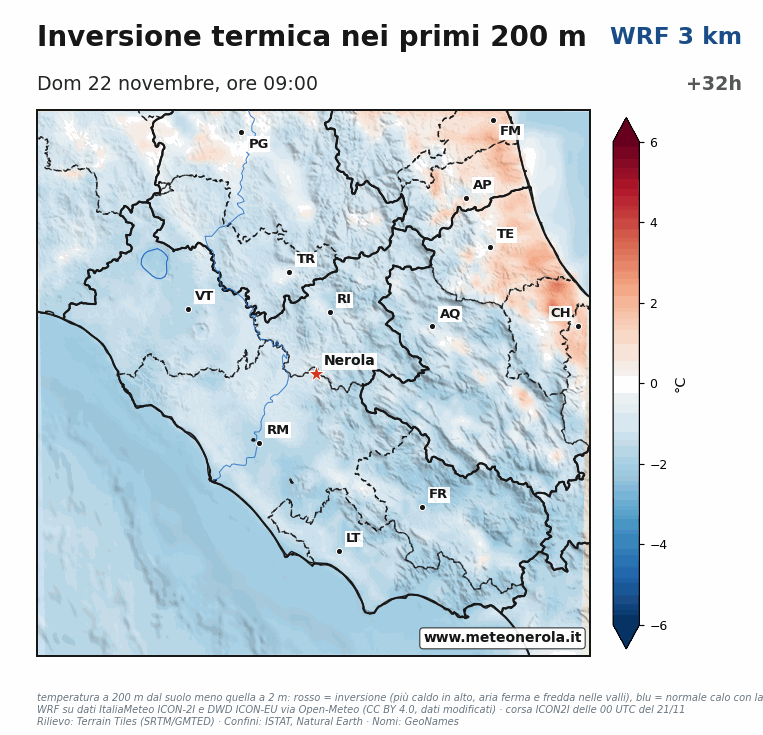 Inversione termica nei primi 200 m WRF 3 km
Dom 22 novembre, ore 09:00 +32h
FM
PG
AP
TE
TR
VT
RI
AQ
CH
Nerola
RM
FR
LT
www.meteonerola.it
6
4
2
0
−2
−4
−6
°C
temperatura a 200 m dal suolo meno quella a 2 m: rosso = inversione (più caldo in alto, aria ferma e fredda nelle valli), blu = normale calo con la
WRF su dati ItaliaMeteo ICON-2I e DWD ICON-EU via Open-Meteo (CC BY 4.0, dati modificati) · corsa ICON2I delle 00 UTC del 21/11
Rilievo: Terrain Tiles (SRTM/GMTED) · Confini: ISTAT, Natural Earth · Nomi: GeoNames